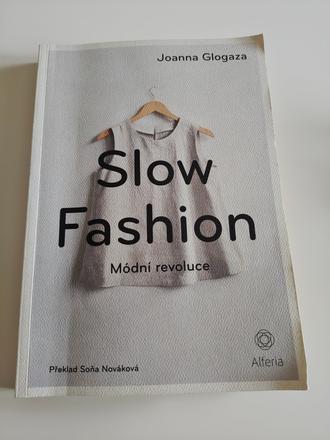 Joanna Glogaza
Slow
Fashion
Módní revoluce
Překlad Soňa Nováková
Alferia